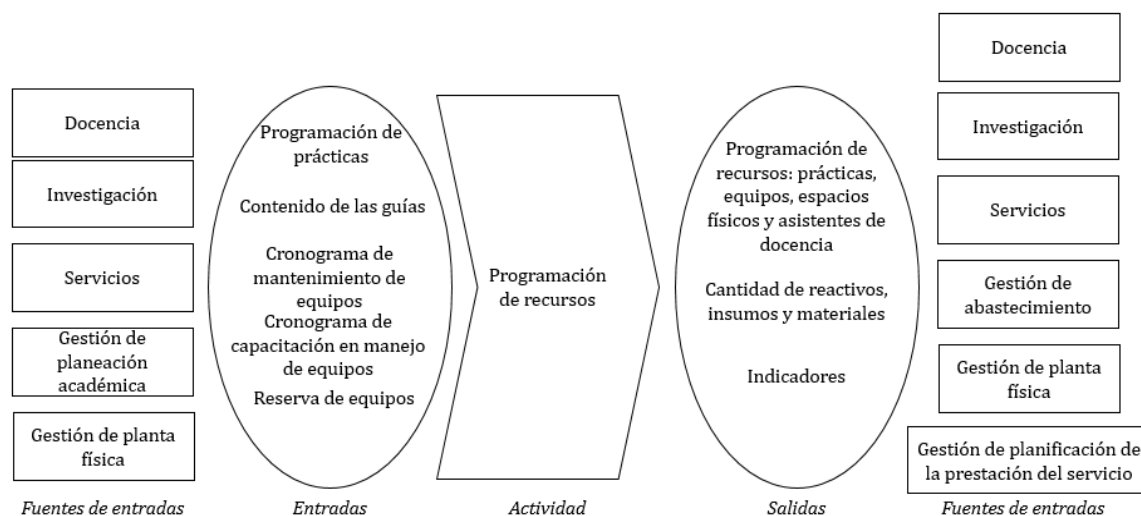 Docencia
Investigación
Servicios
Gestión de
planeación
académica
Gestión de planta
física
Fuentes de entradas
Programación de
prácticas
Contenido de las guías
Cronograma de
mantenimiento de
equipos
Cronograma de
capacitación en manejo
de equipos
Reserva de equipos
Entradas
Programación
de recursos
Actividad
Programación de
recursos: prácticas,
equipos, espacios
físicos y asistentes de
docencia
Cantidad de reactivos,
insumos y materiales
Indicadores
Salidas
Docencia
Investigación
Servicios
Gestión de
abastecimiento
Gestión de planta
física
Gestión de planificación de
la prestación del servicio
Fuentes de entradas